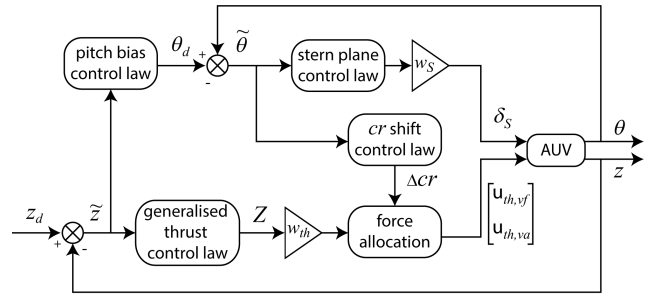 pitch bias
control law
θ_d
+
-
θ̃
stern plane
control law
w_S
δ_S
cr shift
control law
Δcr
AUV
θ
z
z_d
+
-
z̃
generalised
thrust
control law
Z
w_th
force
allocation
u_th,vf
u_th,va